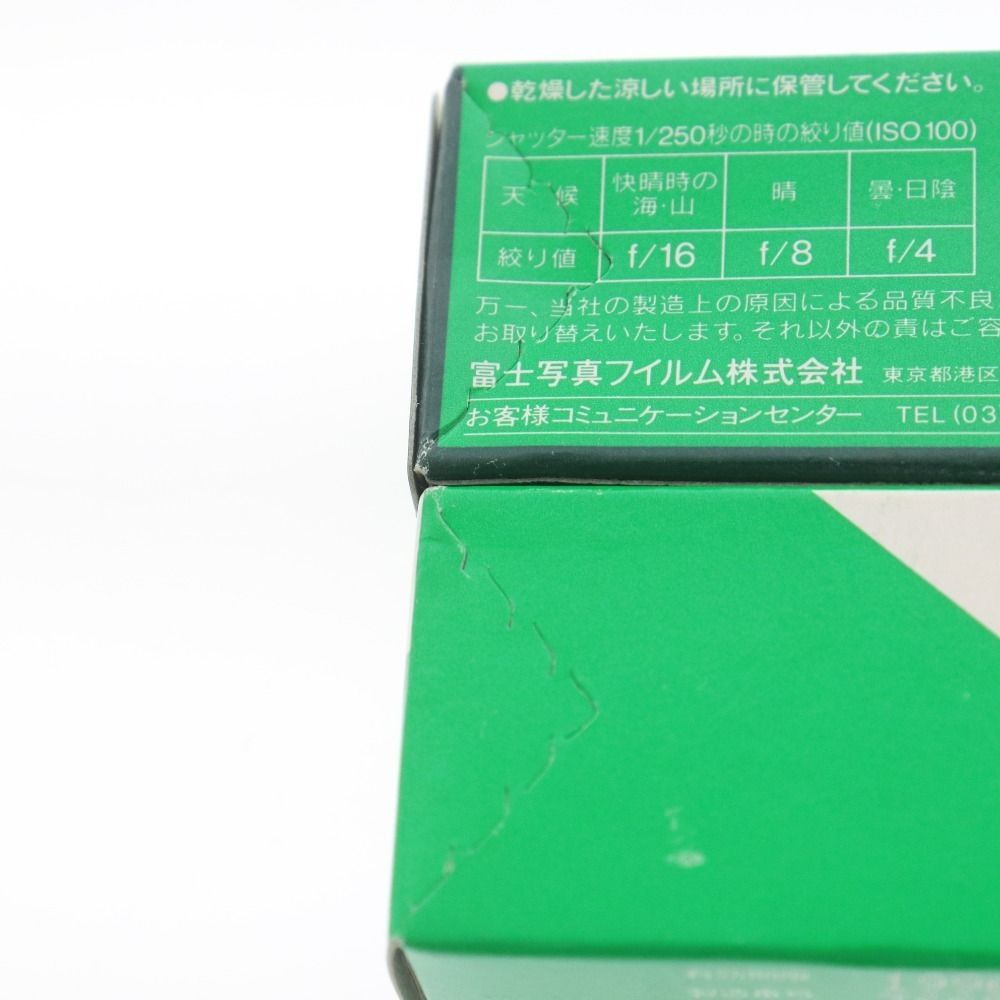 ●乾燥した涼しい場所に保管してください。
シャッター速度1/250秒の時の絞り値(ISO100)
天候 快晴時の海・山 晴 曇・日陰
絞り値 f/16 f/8 f/4
万一、当社の製造上の原因による品質不良
お取り替えいたします。それ以外の責はご容
富士写真フイルム株式会社 東京都港区
お客様コミュニケーションセンター TEL(03